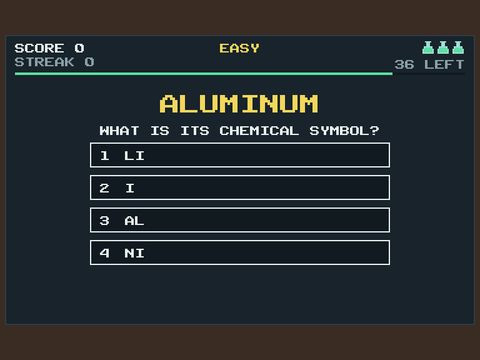 SCORE 0
EASY
STREAK 0
36 LEFT
ALUMINUM
WHAT IS ITS CHEMICAL SYMBOL?
1 LI
2 I
3 AL
4 NI